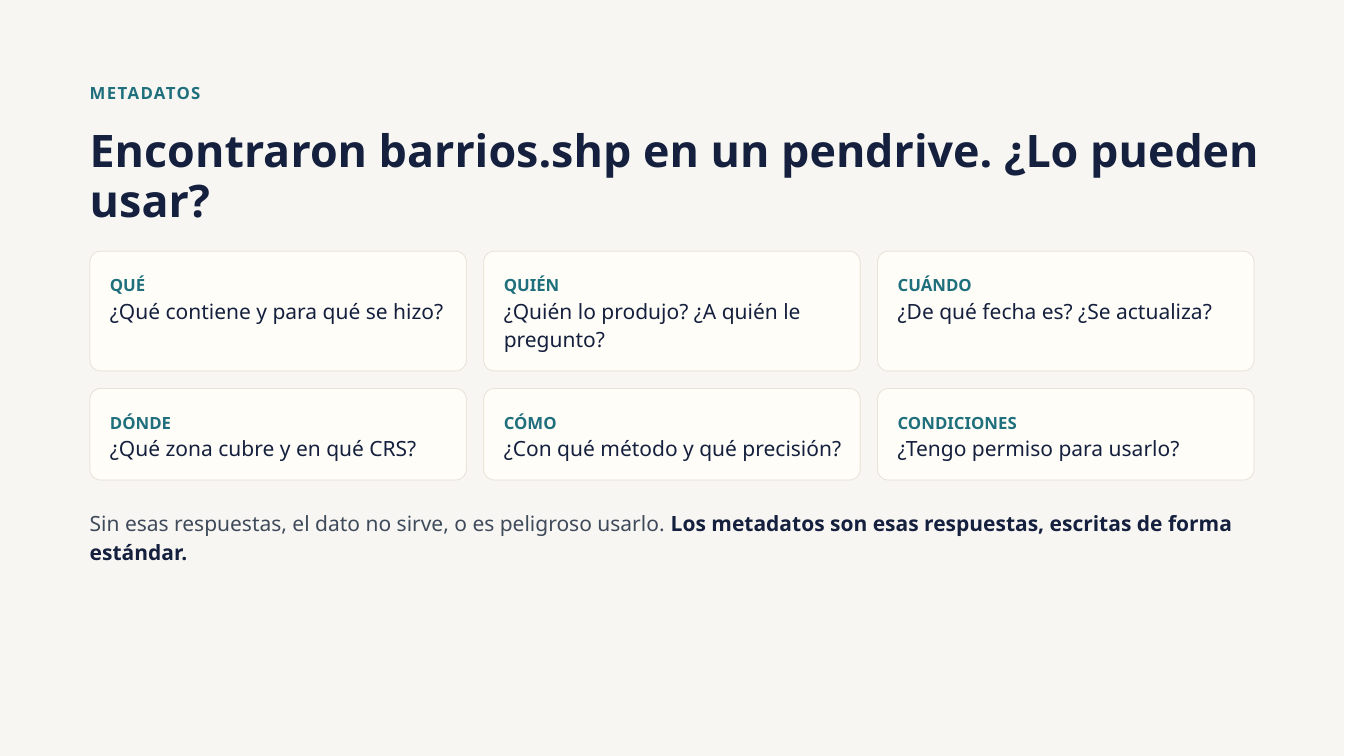 METADATOS
Encontraron barrios.shp en un pendrive. ¿Lo pueden
usar?
QUÉ
¿Qué contiene y para qué se hizo?
QUIÉN
¿Quién lo produjo? ¿A quién le
pregunto?
CUÁNDO
¿De qué fecha es? ¿Se actualiza?
DÓNDE
¿Qué zona cubre y en qué CRS?
CÓMO
¿Con qué método y qué precisión?
CONDICIONES
¿Tengo permiso para usarlo?
Sin esas respuestas, el dato no sirve, o es peligroso usarlo. Los metadatos son esas respuestas, escritas de forma
estándar.